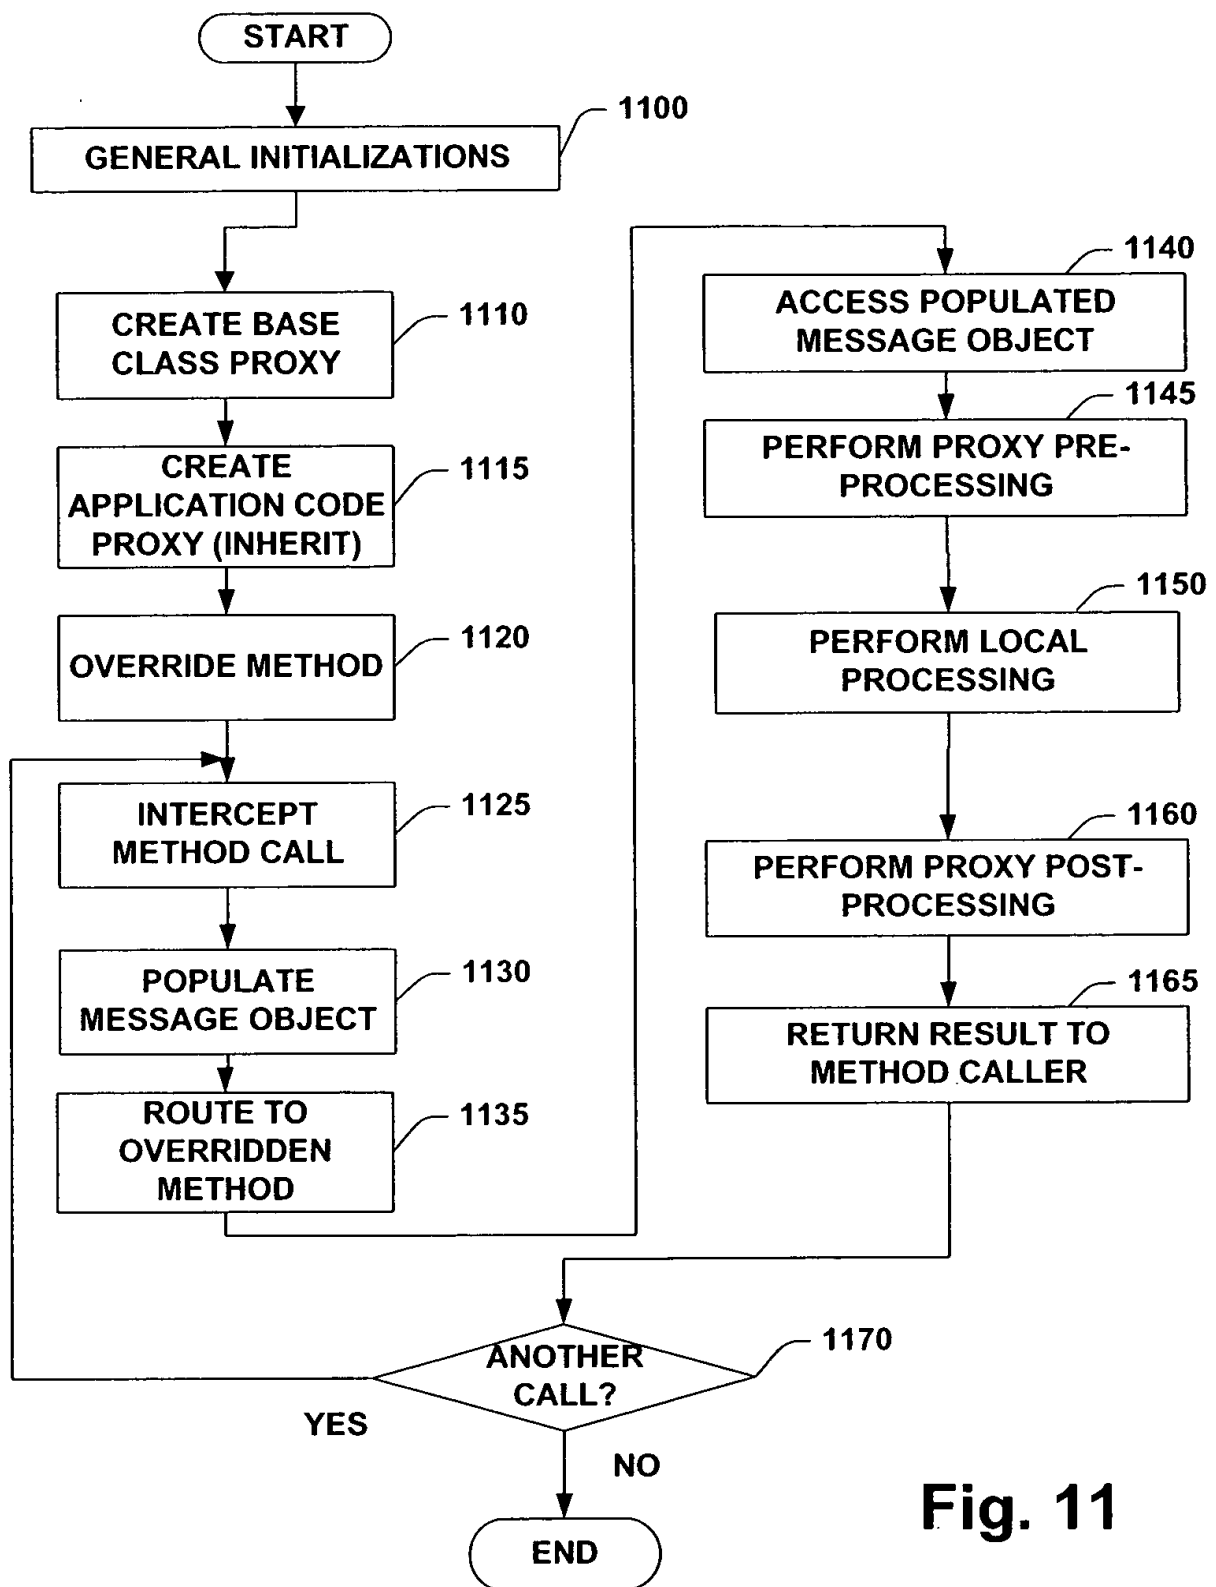 START
1100
GENERAL INITIALIZATIONS
CREATE BASE
CLASS PROXY
1110
CREATE
APPLICATION CODE
PROXY (INHERIT)
1115
OVERRIDE METHOD
1120
INTERCEPT
METHOD CALL
1125
POPULATE
MESSAGE OBJECT
1130
ROUTE TO
OVERRIDDEN
METHOD
1135
1140
ACCESS POPULATED
MESSAGE OBJECT
1145
PERFORM PROXY PRE-
PROCESSING
1150
PERFORM LOCAL
PROCESSING
1160
PERFORM PROXY POST-
PROCESSING
1165
RETURN RESULT TO
METHOD CALLER
ANOTHER
CALL?
1170
YES
NO
END
Fig. 11